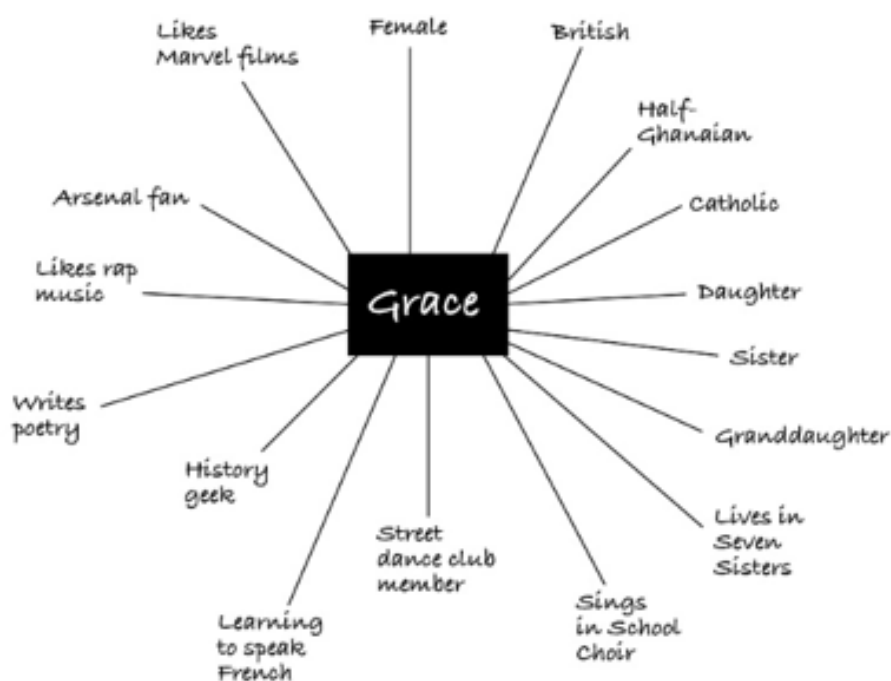 Likes
Marvel films
Female
British
Half-
Ghanaian
Catholic
Daughter
Sister
Granddaughter
Lives in
Seven
Sisters
Sings
in School
Choir
Street
dance club
member
Learning
to speak
French
History
geek
Writes
poetry
Likes rap
music
Arsenal fan
Grace